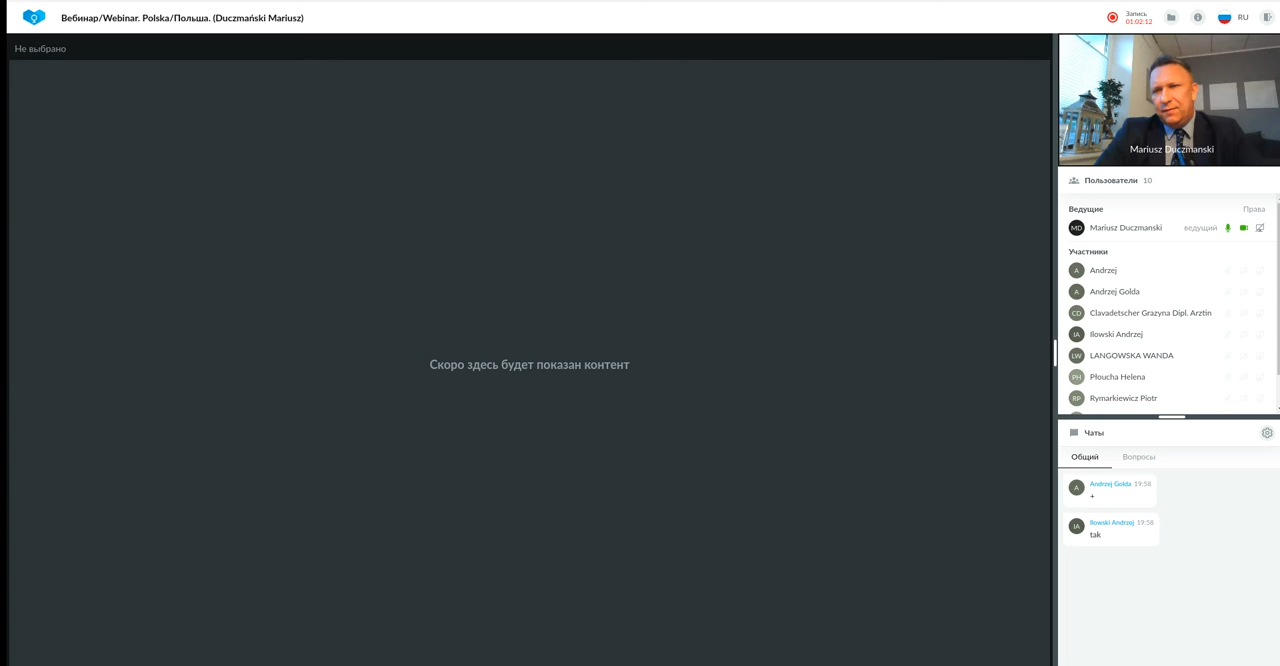 Вебинар/Webinar. Polska/Польша. (Duczmański Mariusz)
Запись
01:02:12
RU
Не выбрано
Скоро здесь будет показан контент
Mariusz Duczmanski
Пользователи 10
Ведущие Права
MD Mariusz Duczmanski ведущий
Участники
A Andrzej
A Andrzej Golda
CD Clavadetscher Grazyna Dipl. Arztin
IA Ilowski Andrzej
LW LANGOWSKA WANDA
PH Płoucha Helena
RP Rymarkiewicz Piotr
Чаты
Общий Вопросы
A Andrzej Golda 19:58
+
IA Ilowski Andrzej 19:58
tak